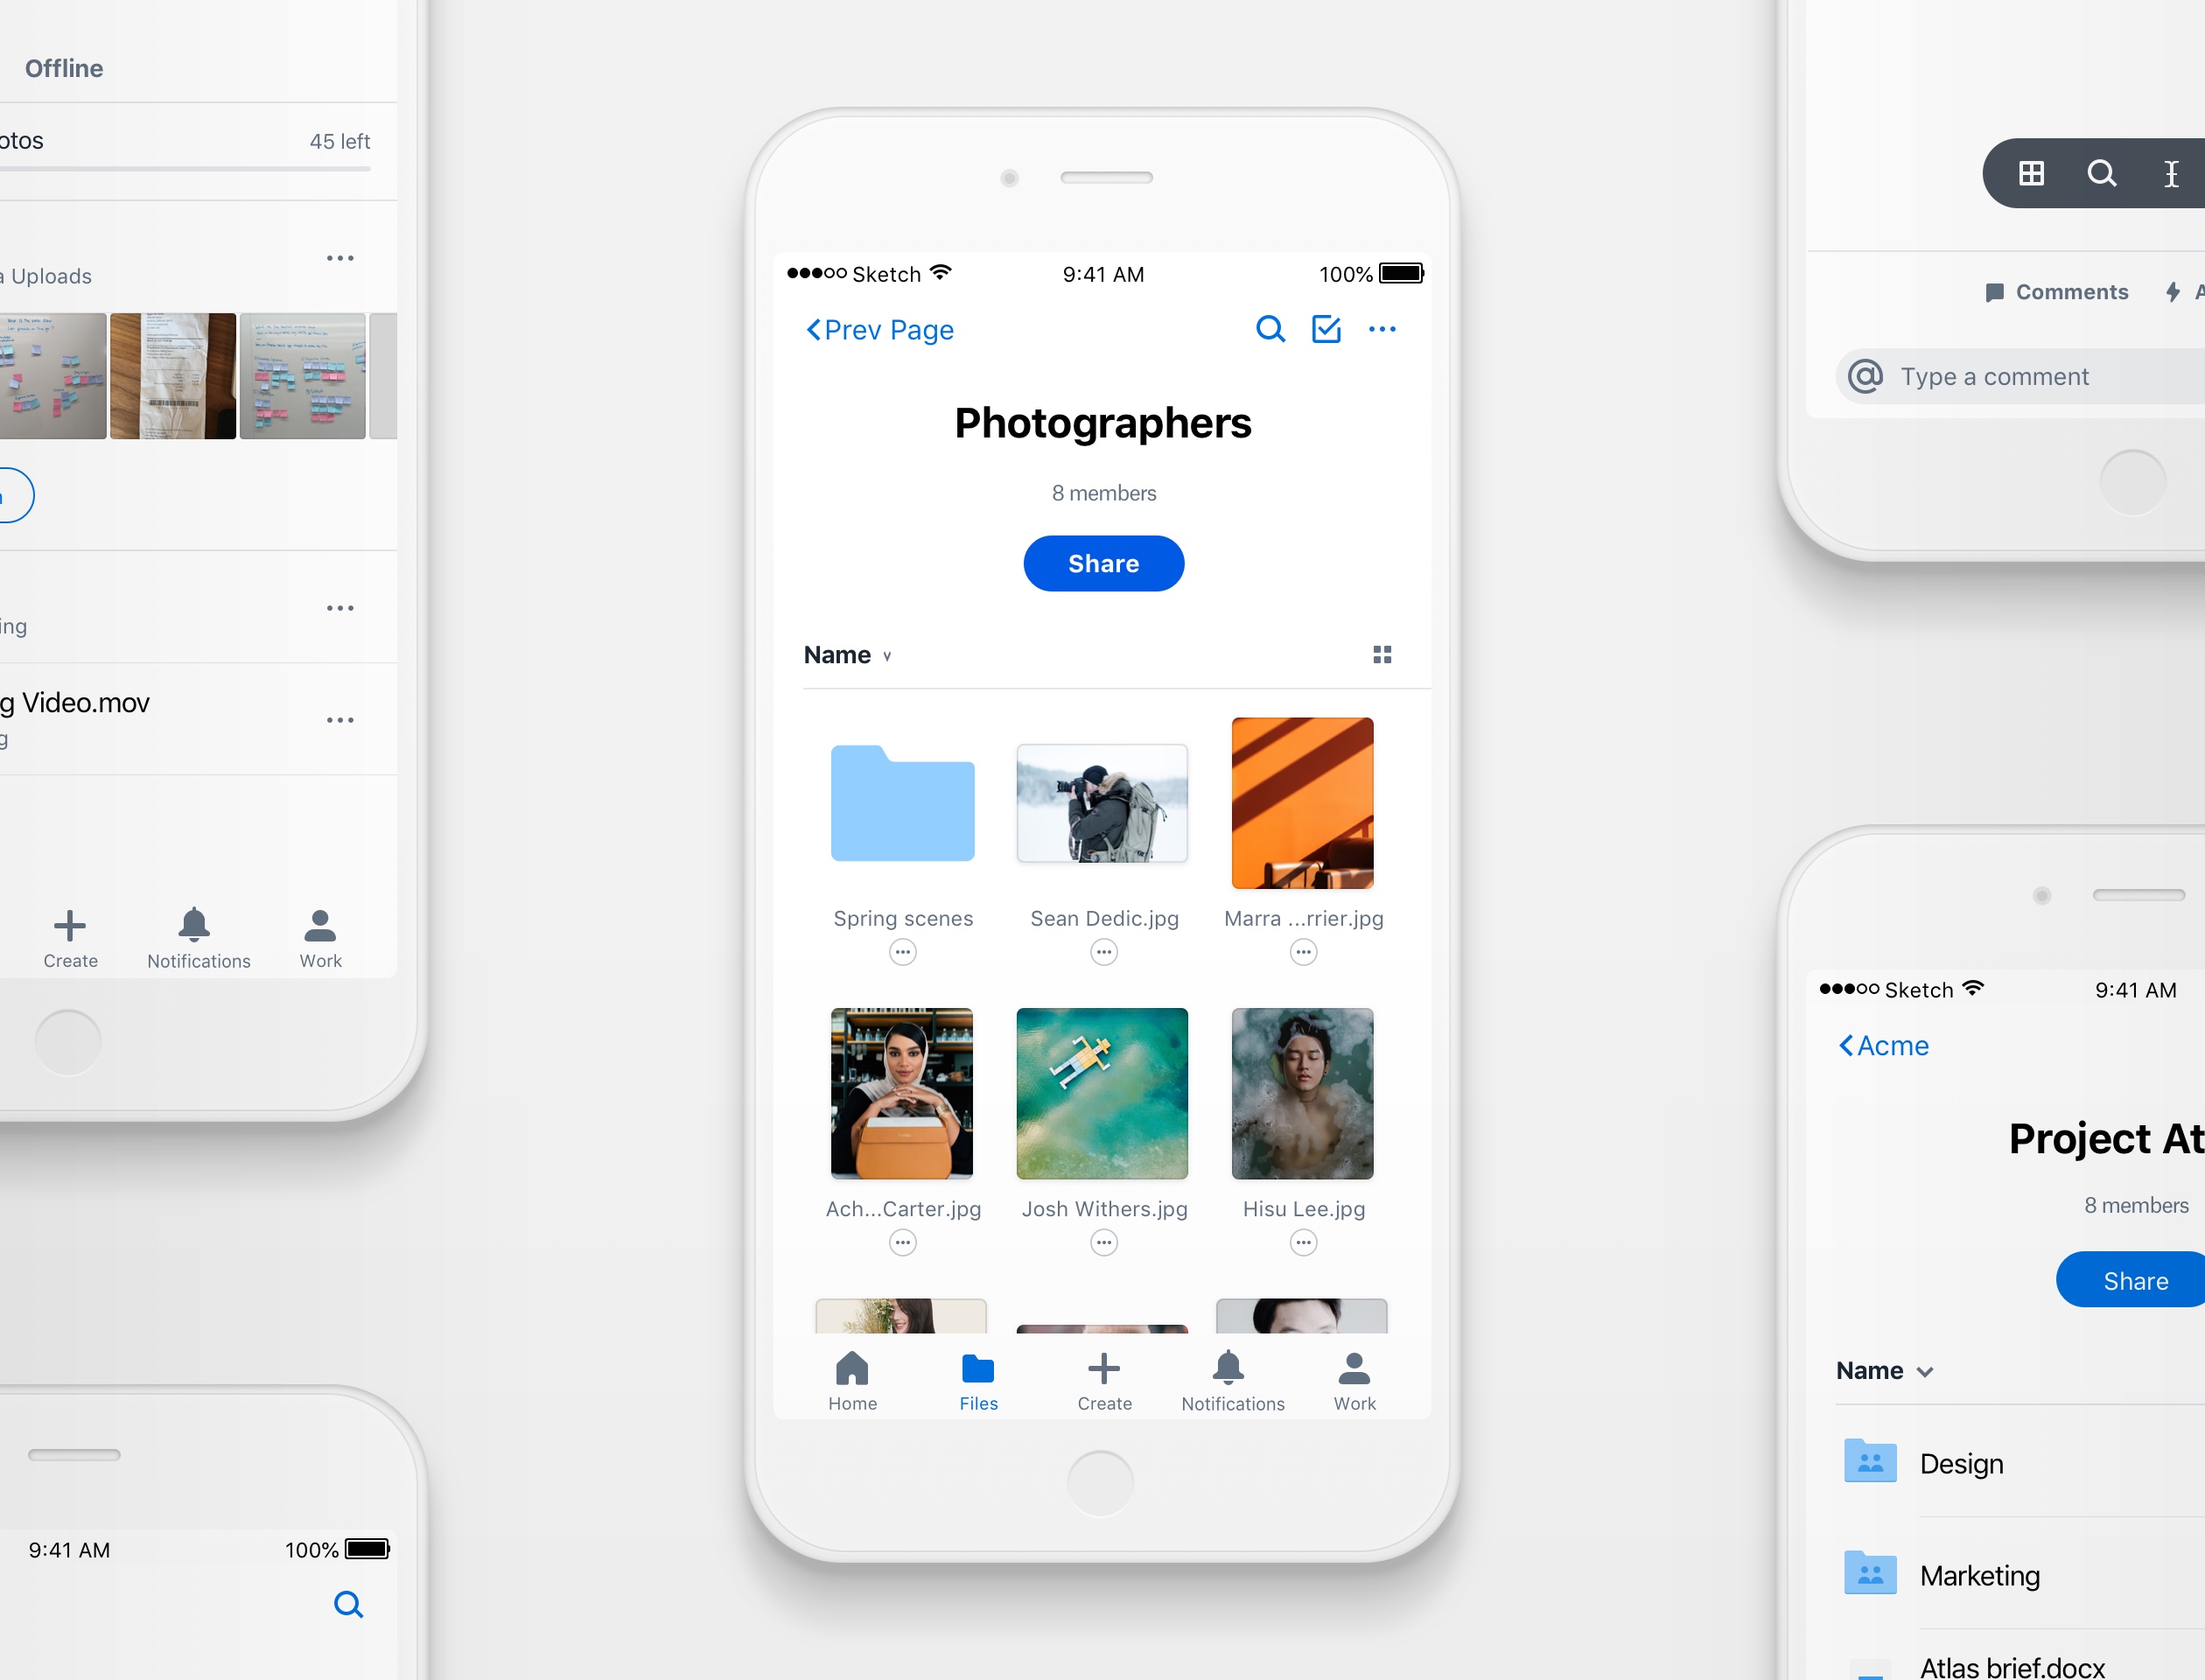 Offline
otos
45 left
a Uploads
ing
g Video.mov
g
Create
Notifications
Work
9:41 AM
100%
Sketch
9:41 AM
100%
Prev Page
Photographers
8 members
Share
Name
Spring scenes
Sean Dedic.jpg
Marra ...rrier.jpg
Ach...Carter.jpg
Josh Withers.jpg
Hisu Lee.jpg
Home
Files
Create
Notifications
Work
Comments
A
@ Type a comment
Sketch
9:41 AM
Acme
Project At
8 members
Share
Name
Design
Marketing
Atlas brief.docx